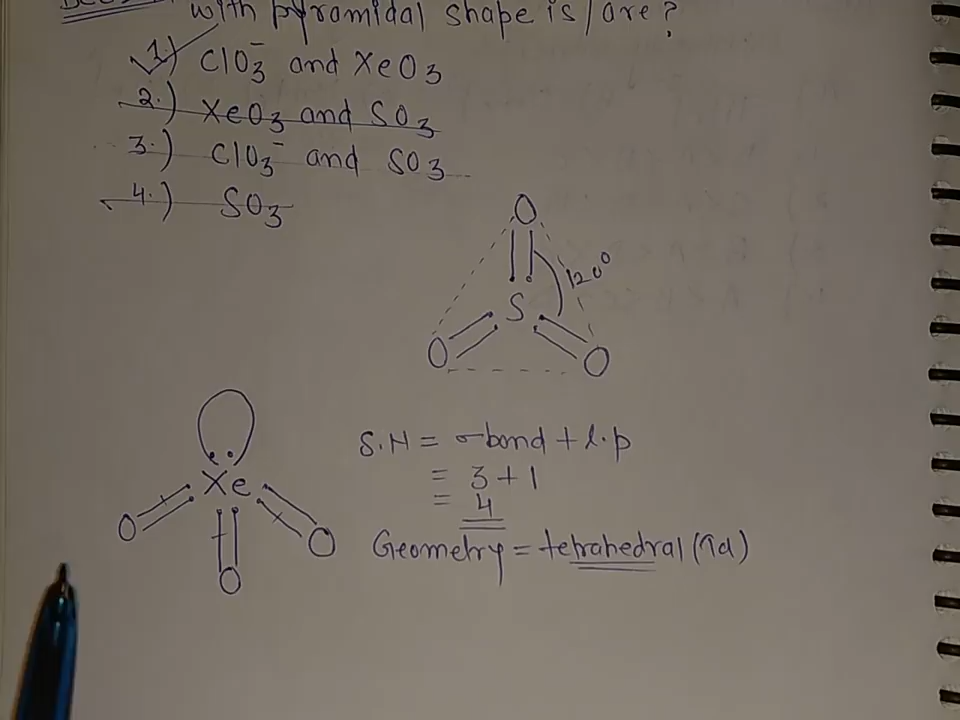 with pyramidal shape is/are?
1.) ClO3⁻ and XeO3
2.) XeO3 and SO3
3.) ClO3⁻ and SO3
4.) SO3
O
120°
S
O O
Xe
O O
O
S.N = σ bond + l.p
= 3 + 1
= 4
Geometry = tetrahedral (Td)